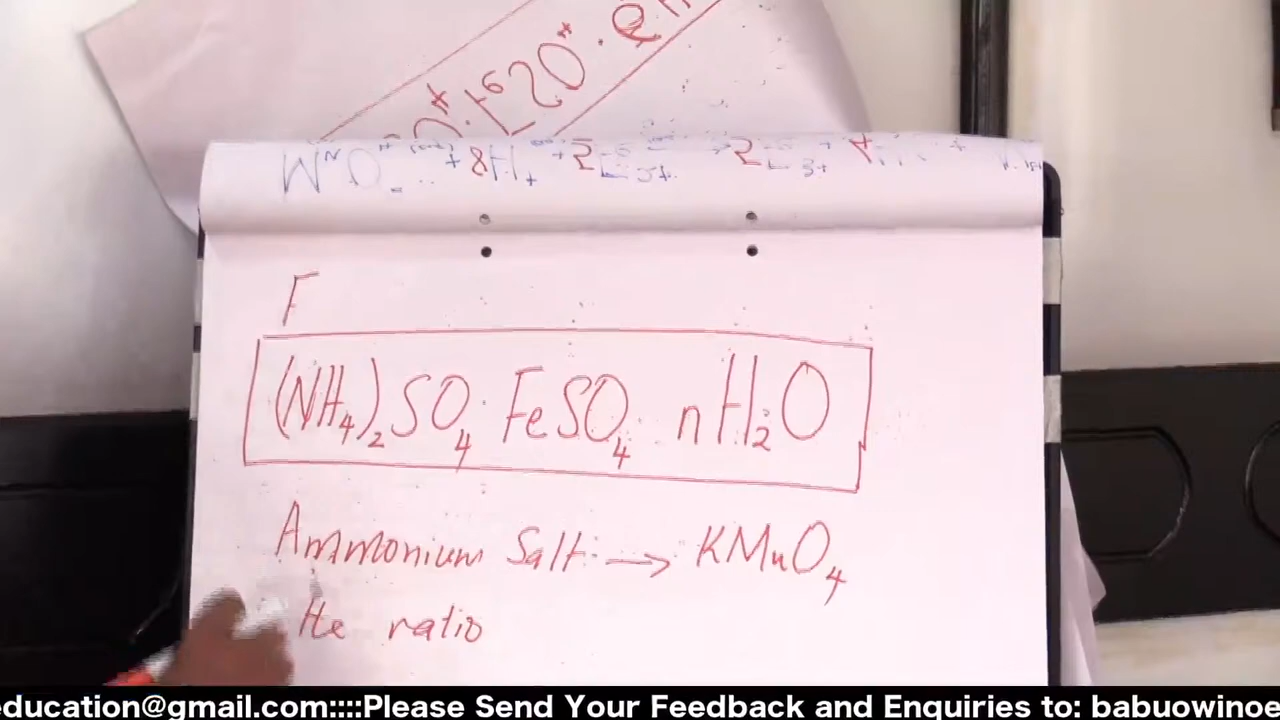 F
(NH₄)₂SO₄.FeSO₄ nH₂O
Ammonium Salt: → KMnO₄
the ratio
education@gmail.com::::Please Send Your Feedback and Enquiries to: babuowinoe